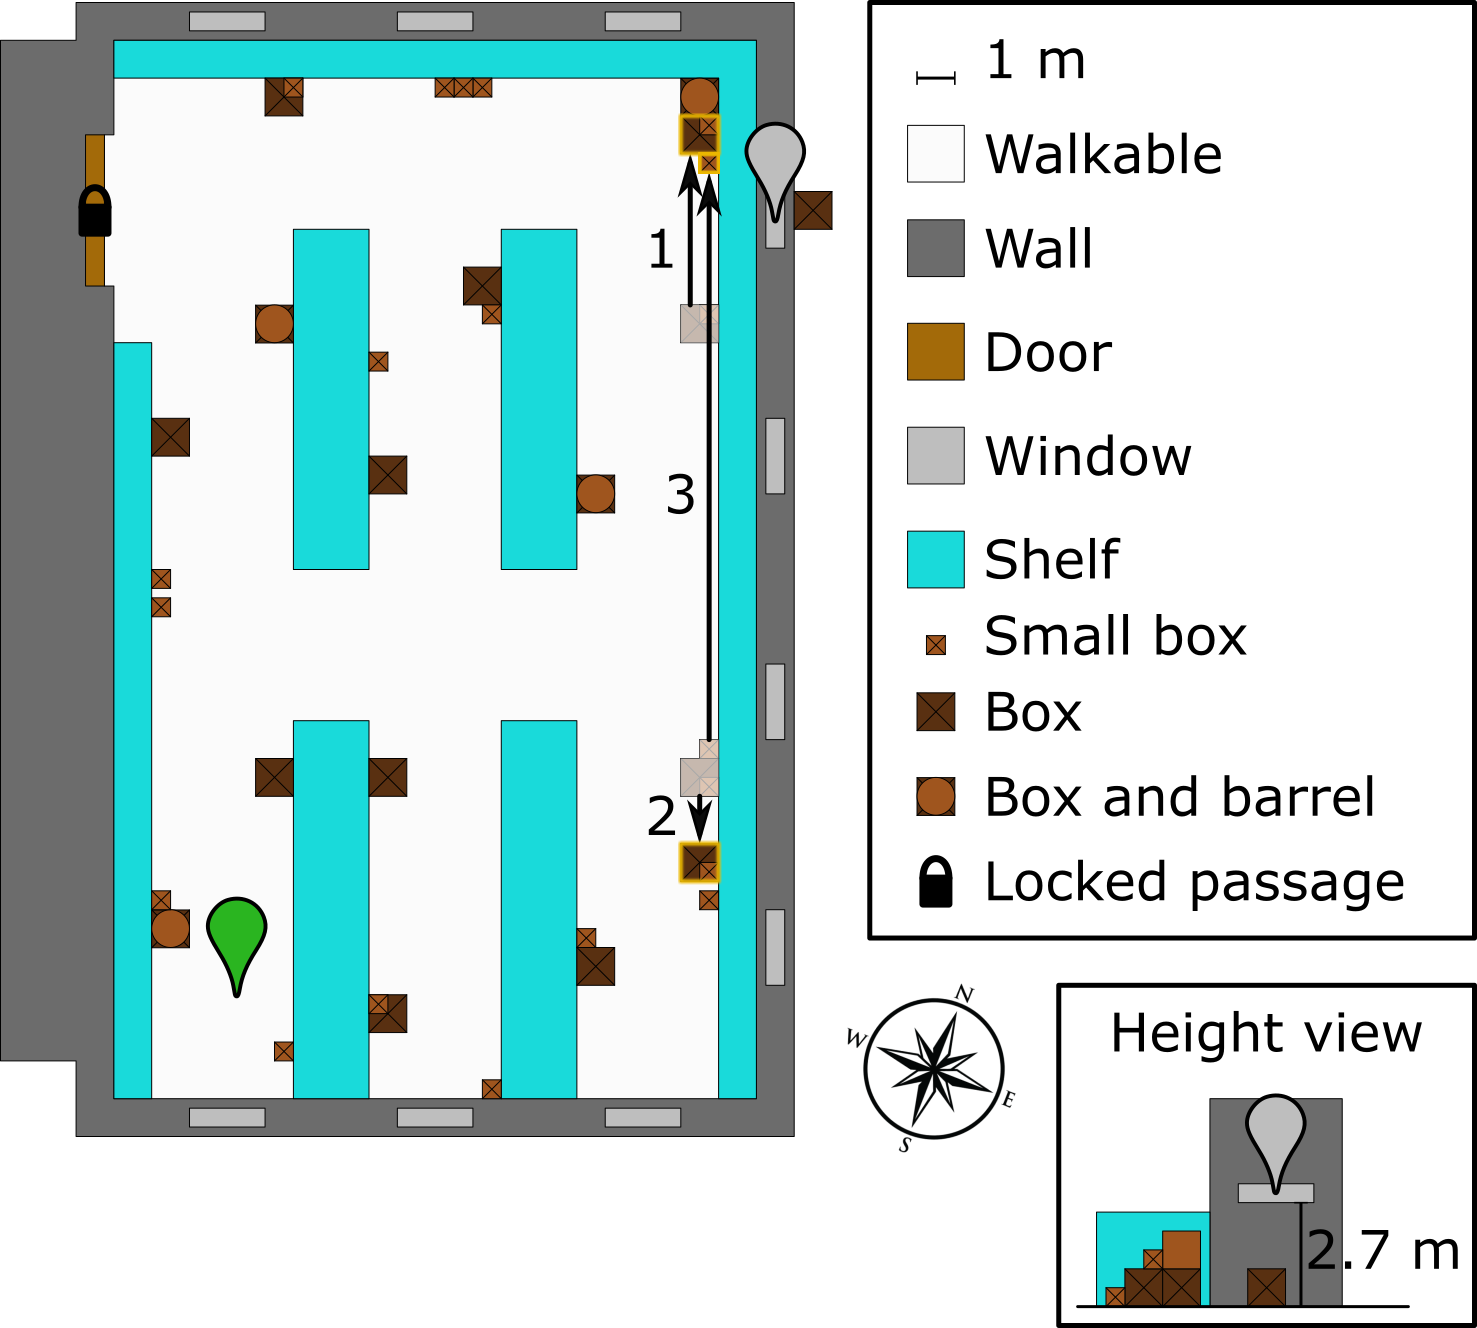 1 m
Walkable
Wall
Door
Window
Shelf
Small box
Box
Box and barrel
Locked passage
1
3
2
N
W
E
S
Height view
2.7 m